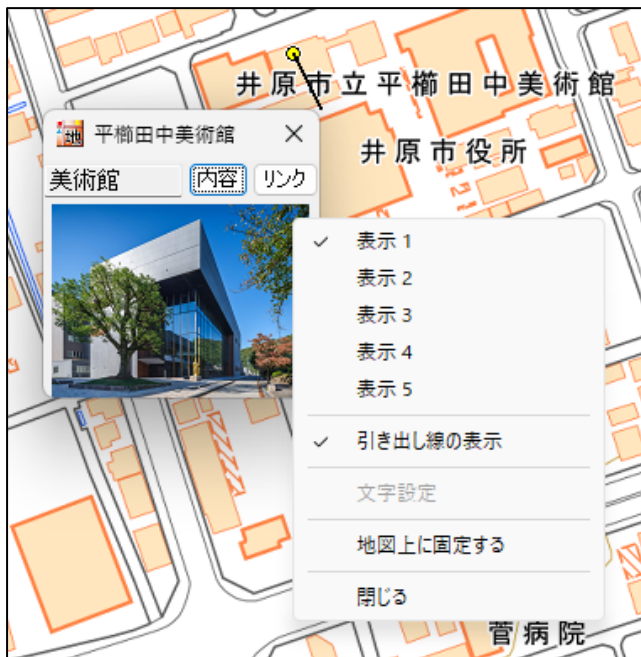 井原市立平櫛田中美術館
地 平櫛田中美術館
井原市役所
美術館 内容 リンク
表示 1
表示 2
表示 3
表示 4
表示 5
引き出し線の表示
文字設定
地図上に固定する
閉じる
菅病院